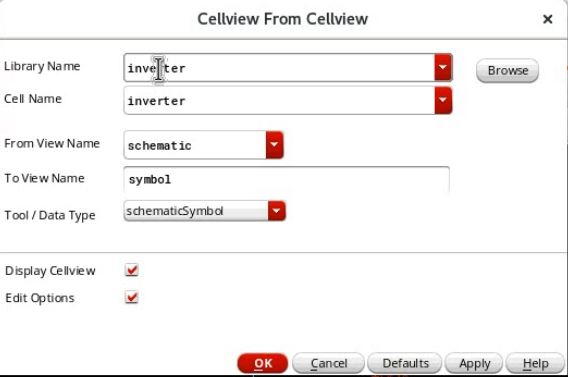 Cellview From Cellview
Library Name inverter Browse
Cell Name inverter
From View Name schematic
To View Name symbol
Tool / Data Type schematicSymbol
Display Cellview
Edit Options
OK Cancel Defaults Apply Help